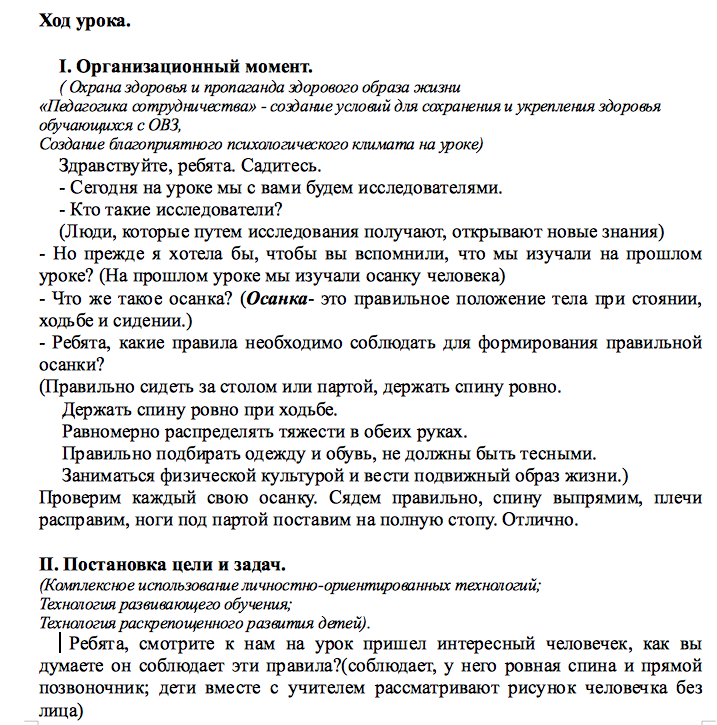 Ход урока.
I. Организационный момент.
( Охрана здоровья и пропаганда здорового образа жизни
«Педагогика сотрудничества» - создание условий для сохранения и укрепления здоровья
обучающихся с ОВЗ,
Создание благоприятного психологического климата на уроке)
Здравствуйте, ребята. Садитесь.
- Сегодня на уроке мы с вами будем исследователями.
- Кто такие исследователи?
(Люди, которые путем исследования получают, открывают новые знания)
- Но прежде я хотела бы, чтобы вы вспомнили, что мы изучали на прошлом
уроке? (На прошлом уроке мы изучали осанку человека)
- Что же такое осанка? (Осанка- это правильное положение тела при стоянии,
ходьбе и сидении.)
- Ребята, какие правила необходимо соблюдать для формирования правильной
осанки?
(Правильно сидеть за столом или партой, держать спину ровно.
Держать спину ровно при ходьбе.
Равномерно распределять тяжести в обеих руках.
Правильно подбирать одежду и обувь, не должны быть тесными.
Заниматься физической культурой и вести подвижный образ жизни.)
Проверим каждый свою осанку. Сядем правильно, спину выпрямим, плечи
расправим, ноги под партой поставим на полную стопу. Отлично.
II. Постановка цели и задач.
(Комплексное использование личностно-ориентированных технологий;
Технология развивающего обучения;
Технология раскрепощенного развития детей).
Ребята, смотрите к нам на урок пришел интересный человечек, как вы
думаете он соблюдает эти правила?(соблюдает, у него ровная спина и прямой
позвоночник; дети вместе с учителем рассматривают рисунок человечка без
лица)